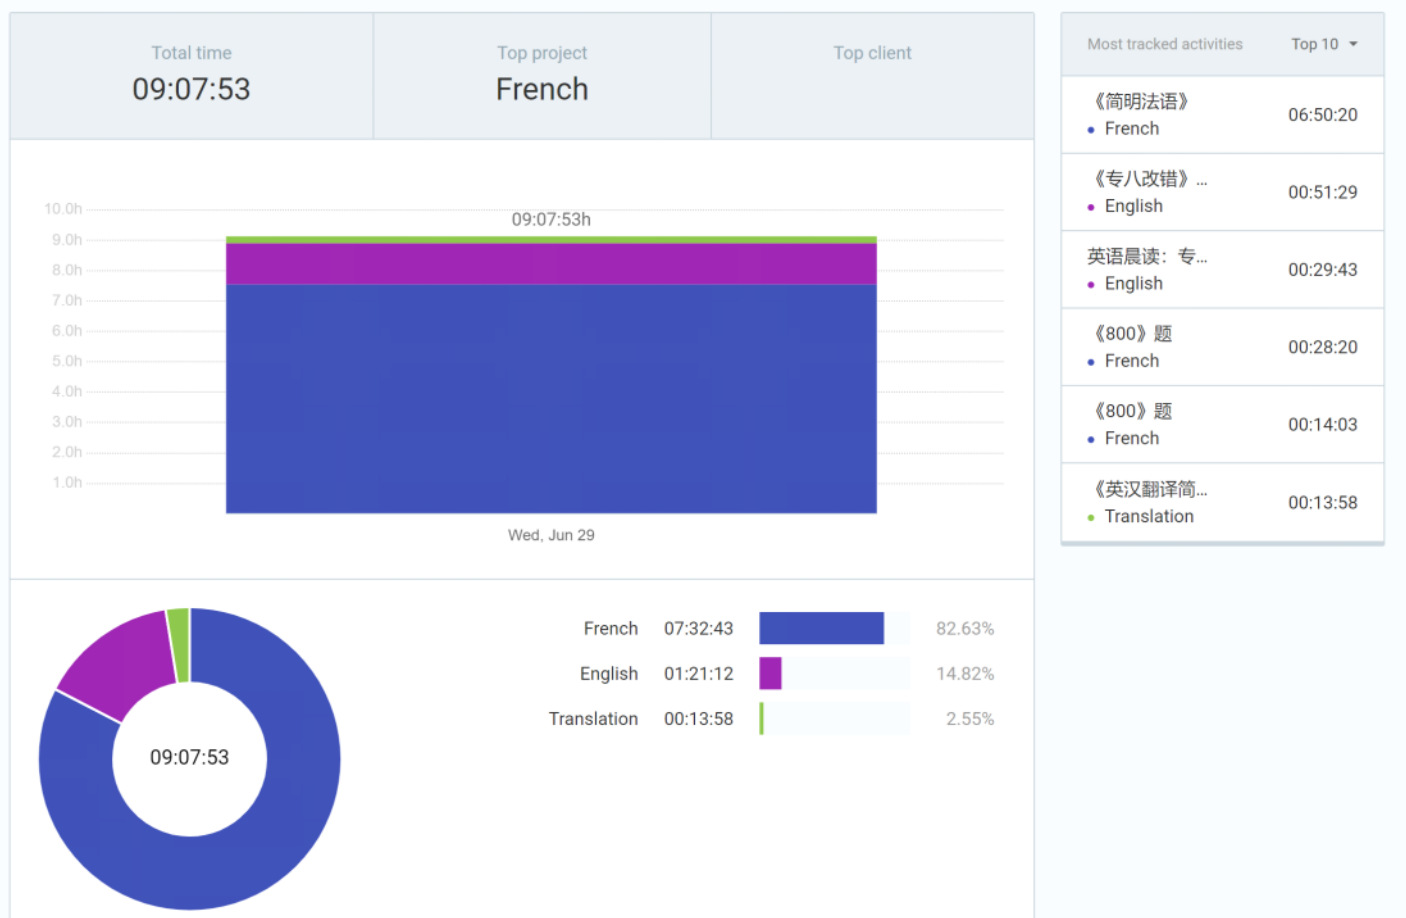 Total time
09:07:53
Top project
French
Top client
10.0h
9.0h
8.0h
7.0h
6.0h
5.0h
4.0h
3.0h
2.0h
1.0h
09:07:53h
Wed, Jun 29
09:07:53
French 07:32:43 82.63%
English 01:21:12 14.82%
Translation 00:13:58 2.55%
Most tracked activities Top 10
《简明法语》
French
06:50:20
《专八改错》...
English
00:51:29
英语晨读：专...
English
00:29:43
《800》题
French
00:28:20
《800》题
French
00:14:03
《英汉翻译简...
Translation
00:13:58